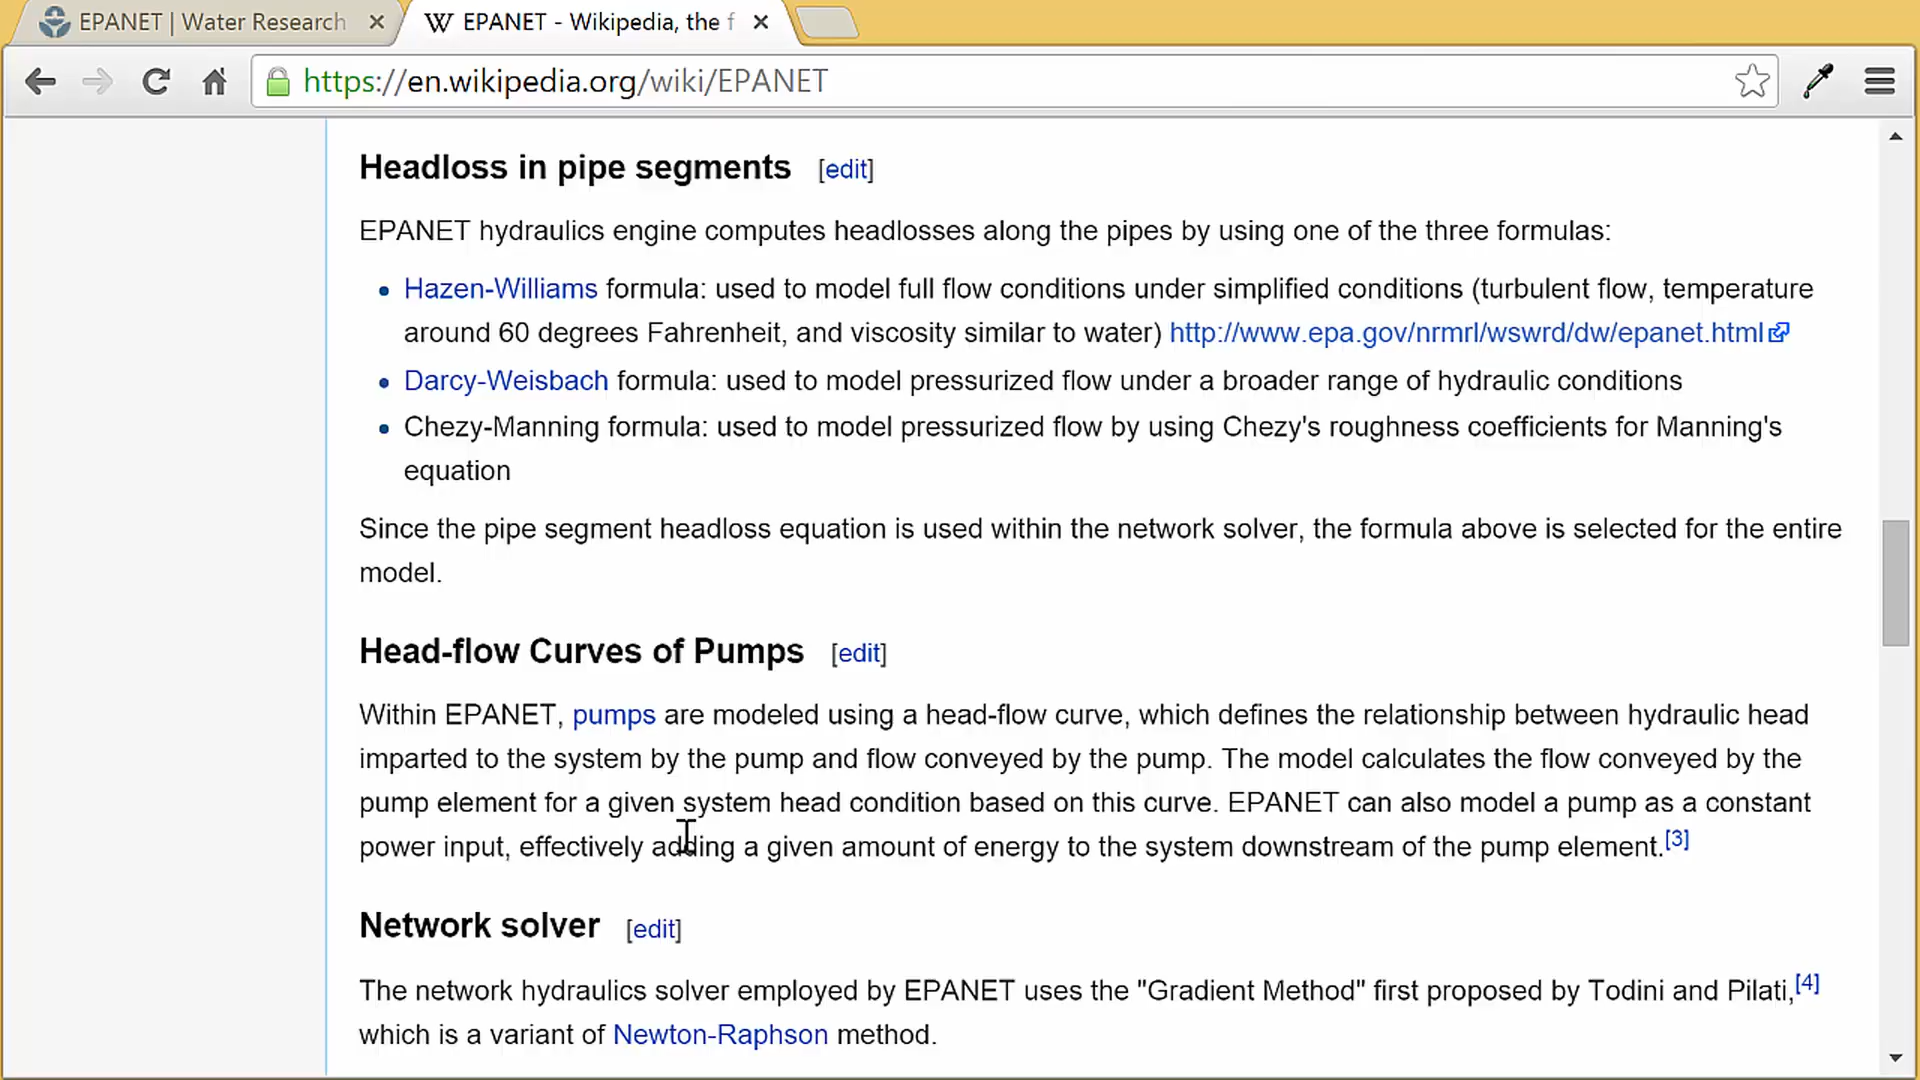 EPANET | Water Research
EPANET - Wikipedia, the f
https://en.wikipedia.org/wiki/EPANET
Headloss in pipe segments [edit]
EPANET hydraulics engine computes headlosses along the pipes by using one of the three formulas:
Hazen-Williams formula: used to model full flow conditions under simplified conditions (turbulent flow, temperature
around 60 degrees Fahrenheit, and viscosity similar to water) http://www.epa.gov/nrmrl/wswrd/dw/epanet.html
Darcy-Weisbach formula: used to model pressurized flow under a broader range of hydraulic conditions
Chezy-Manning formula: used to model pressurized flow by using Chezy's roughness coefficients for Manning's
equation
Since the pipe segment headloss equation is used within the network solver, the formula above is selected for the entire
model.
Head-flow Curves of Pumps [edit]
Within EPANET, pumps are modeled using a head-flow curve, which defines the relationship between hydraulic head
imparted to the system by the pump and flow conveyed by the pump. The model calculates the flow conveyed by the
pump element for a given system head condition based on this curve. EPANET can also model a pump as a constant
power input, effectively adding a given amount of energy to the system downstream of the pump element.[3]
Network solver [edit]
The network hydraulics solver employed by EPANET uses the "Gradient Method" first proposed by Todini and Pilati,[4]
which is a variant of Newton-Raphson method.